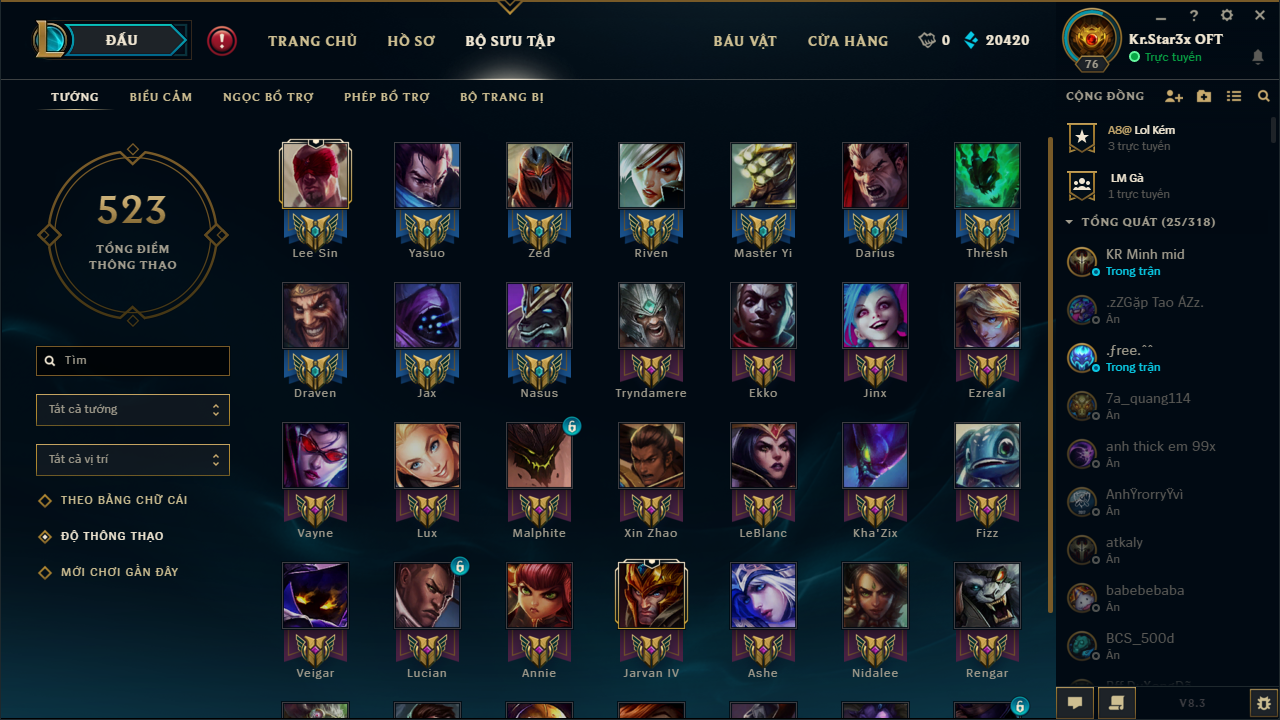 ĐẤU
TRANG CHỦ
HỒ SƠ
BỘ SƯU TẬP
BÁU VẬT
CỬA HÀNG
0
20420
76
Kr.Star3x OFT
Trực tuyến
TƯỚNG
BIỂU CẢM
NGỌC BỔ TRỢ
PHÉP BỔ TRỢ
BỘ TRANG BỊ
523
TỔNG ĐIỂM
THÔNG THẠO
Tìm
Tất cả tướng
Tất cả vị trí
THEO BẢNG CHỮ CÁI
ĐỘ THÔNG THẠO
MỚI CHƠI GẦN ĐÂY
Lee Sin
Yasuo
Zed
Riven
Master Yi
Darius
Thresh
Draven
Jax
Nasus
Tryndamere
Ekko
Jinx
Ezreal
6
Vayne
Lux
Malphite
Xin Zhao
LeBlanc
Kha'Zix
Fizz
6
Veigar
Lucian
Annie
Jarvan IV
Ashe
Nidalee
Rengar
6
CỘNG ĐỒNG
A8@ Lol Kém
3 trực tuyến
LM Gà
1 trực tuyến
TỔNG QUÁT (25/318)
KR Minh mid
Trong trận
.zZGặp Tao ÁZz.
Ẩn
.ƒree.ˆˆ
Trong trận
7a_quang114
Ẩn
anh thick em 99x
Ẩn
AnhŸrorryŸvì
Ẩn
atkaly
Ẩn
babebebaba
Ẩn
BCS_500d
Ẩn
V8.3